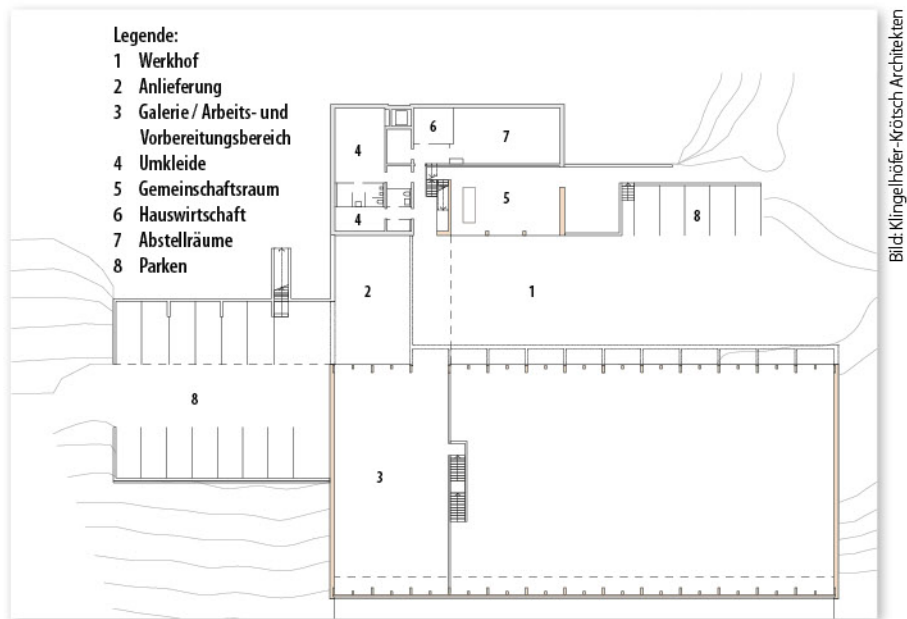 Legende:
1 Werkhof
2 Anlieferung
3 Galerie / Arbeits- und
Vorbereitungsbereich
4 Umkleide
5 Gemeinschaftsraum
6 Hauswirtschaft
7 Abstellräume
8 Parken
6
4
7
5
8
4
2
1
8
3
Bild: Klingelhöfer-Krötsch Architekten